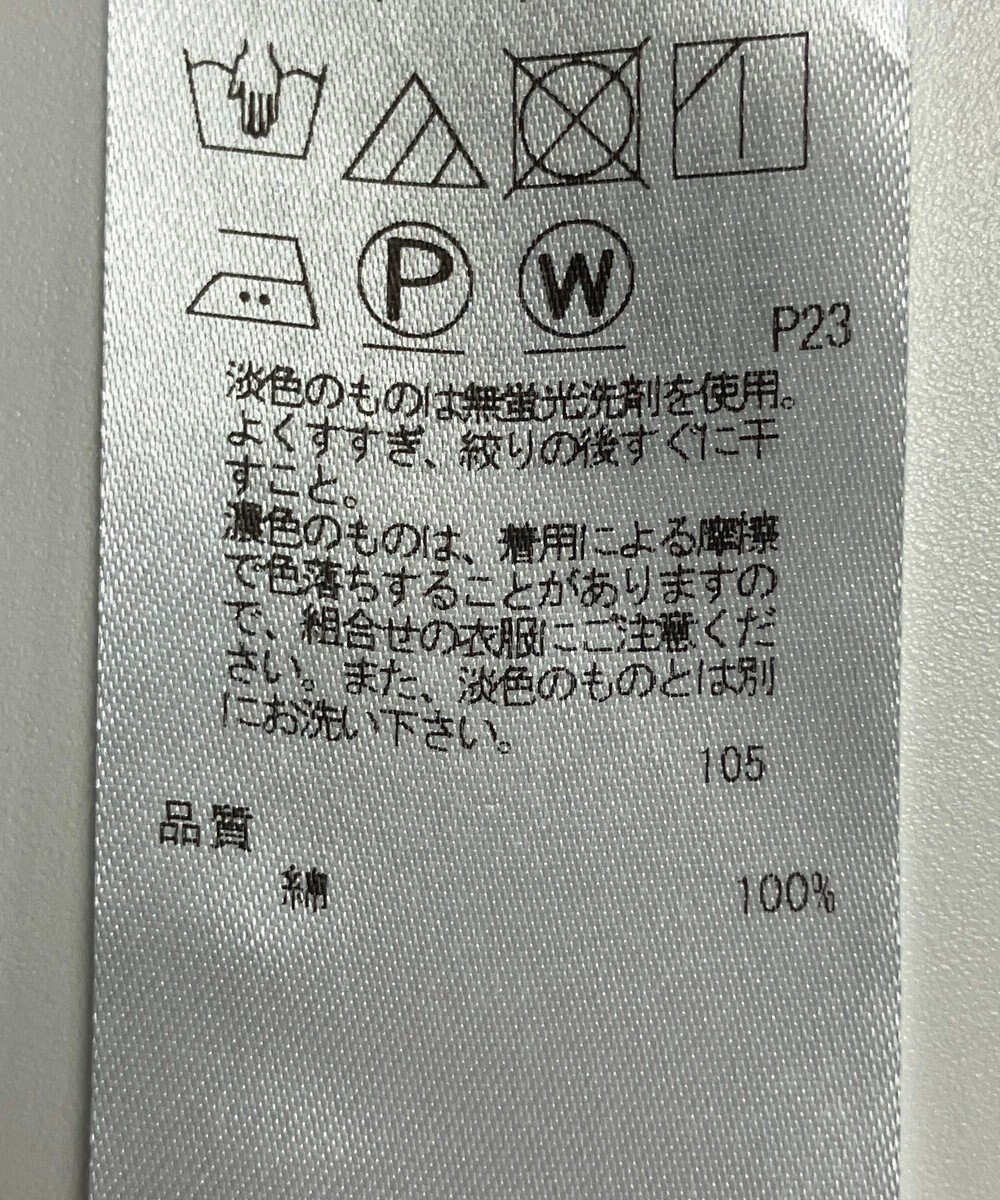 P
W
P23
淡色のものは無蛍光洗剤を使用。
よくすすぎ、絞りの後すぐに干
すこと。
濃色のものは、着用による摩擦
で色落ちすることがありますの
で、組合せの衣服にご注意くだ
さい。また、淡色のものとは別
にお洗い下さい。
105
品質
綿 100%